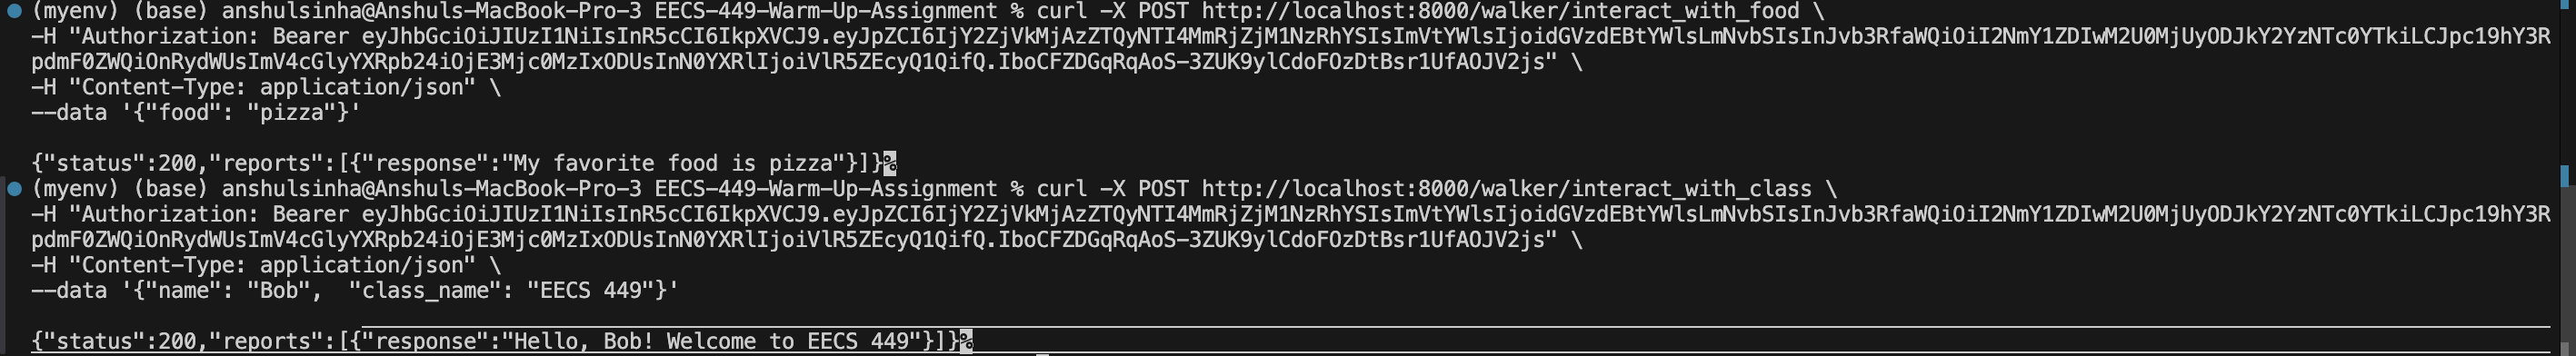 (myenv) (base) anshulsinha@Anshuls-MacBook-Pro-3 EECS-449-Warm-Up-Assignment % curl -X POST http://localhost:8000/walker/interact_with_food \
-H "Authorization: Bearer eyJhbGciOiJIUzI1NiIsInR5cCI6IkpXVCJ9.eyJpZCI6IjY2ZjVkMjAzZTQyNTI4MmRjZjM1NzRhYSIsImVtYWlsIjoidGVzdEBtYWlsLmNvbSIsInJvb3RfaWQiOiI2NmY1ZDIwM2U0MjUyODJkY2YzNTc0YTkiLCJpc19hY3R
pdmF0ZWQiOnRydWUsImV4cGlyYXRpb24iOjE3Mjc0MzIxODUsInN0YXRlIjoiVlR5ZEcyQ1QifQ.IboCFZDGqRqAoS-3ZUK9ylCdoFOzDtBsr1UfAOJV2js" \
-H "Content-Type: application/json" \
--data '{"food": "pizza"}'
{"status":200,"reports":[{"response":"My favorite food is pizza"}]}%
(myenv) (base) anshulsinha@Anshuls-MacBook-Pro-3 EECS-449-Warm-Up-Assignment % curl -X POST http://localhost:8000/walker/interact_with_class \
-H "Authorization: Bearer eyJhbGciOiJIUzI1NiIsInR5cCI6IkpXVCJ9.eyJpZCI6IjY2ZjVkMjAzZTQyNTI4MmRjZjM1NzRhYSIsImVtYWlsIjoidGVzdEBtYWlsLmNvbSIsInJvb3RfaWQiOiI2NmY1ZDIwM2U0MjUyODJkY2YzNTc0YTkiLCJpc19hY3R
pdmF0ZWQiOnRydWUsImV4cGlyYXRpb24iOjE3Mjc0MzIxODUsInN0YXRlIjoiVlR5ZEcyQ1QifQ.IboCFZDGqRqAoS-3ZUK9ylCdoFOzDtBsr1UfAOJV2js" \
-H "Content-Type: application/json" \
--data '{"name": "Bob",  "class_name": "EECS 449"}'
{"status":200,"reports":[{"response":"Hello, Bob! Welcome to EECS 449"}]}%